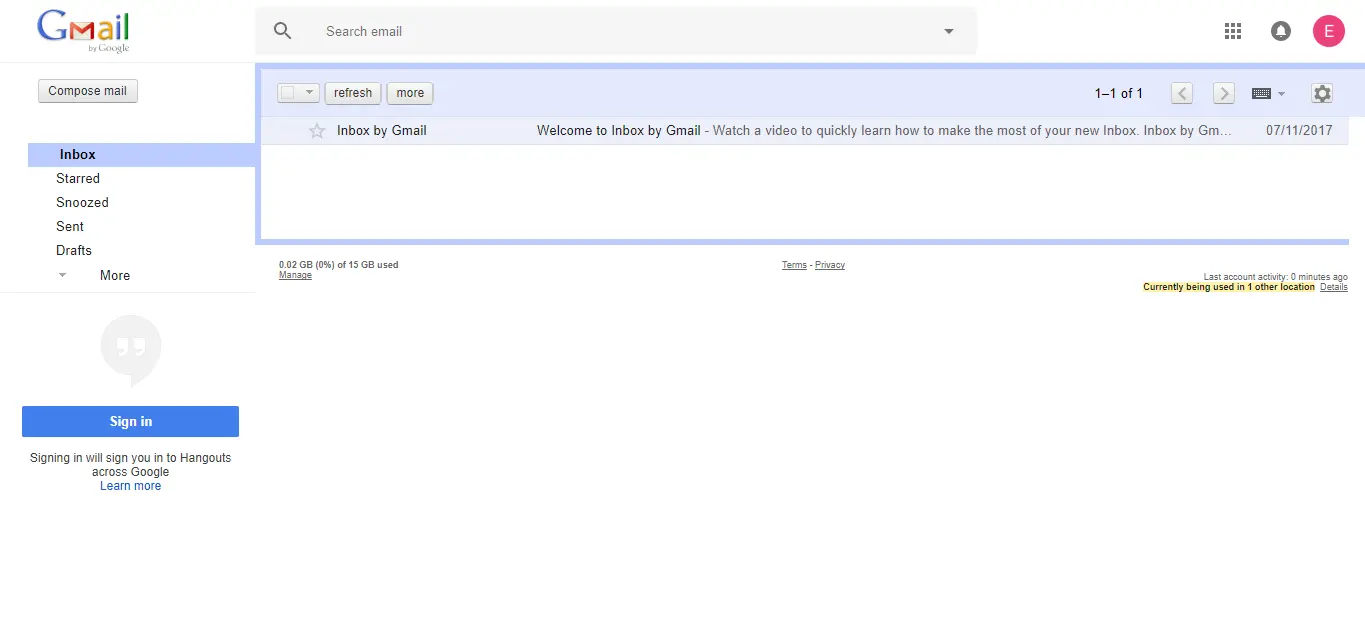 Gmail
by Google
Search email
E
Compose mail
refresh
more
1–1 of 1
Inbox by Gmail
Welcome to Inbox by Gmail - Watch a video to quickly learn how to make the most of your new Inbox. Inbox by Gm...
07/11/2017
Inbox
Starred
Snoozed
Sent
Drafts
More
0.02 GB (0%) of 15 GB used
Manage
Terms - Privacy
Last account activity: 0 minutes ago
Currently being used in 1 other location Details
Sign in
Signing in will sign you in to Hangouts
across Google
Learn more